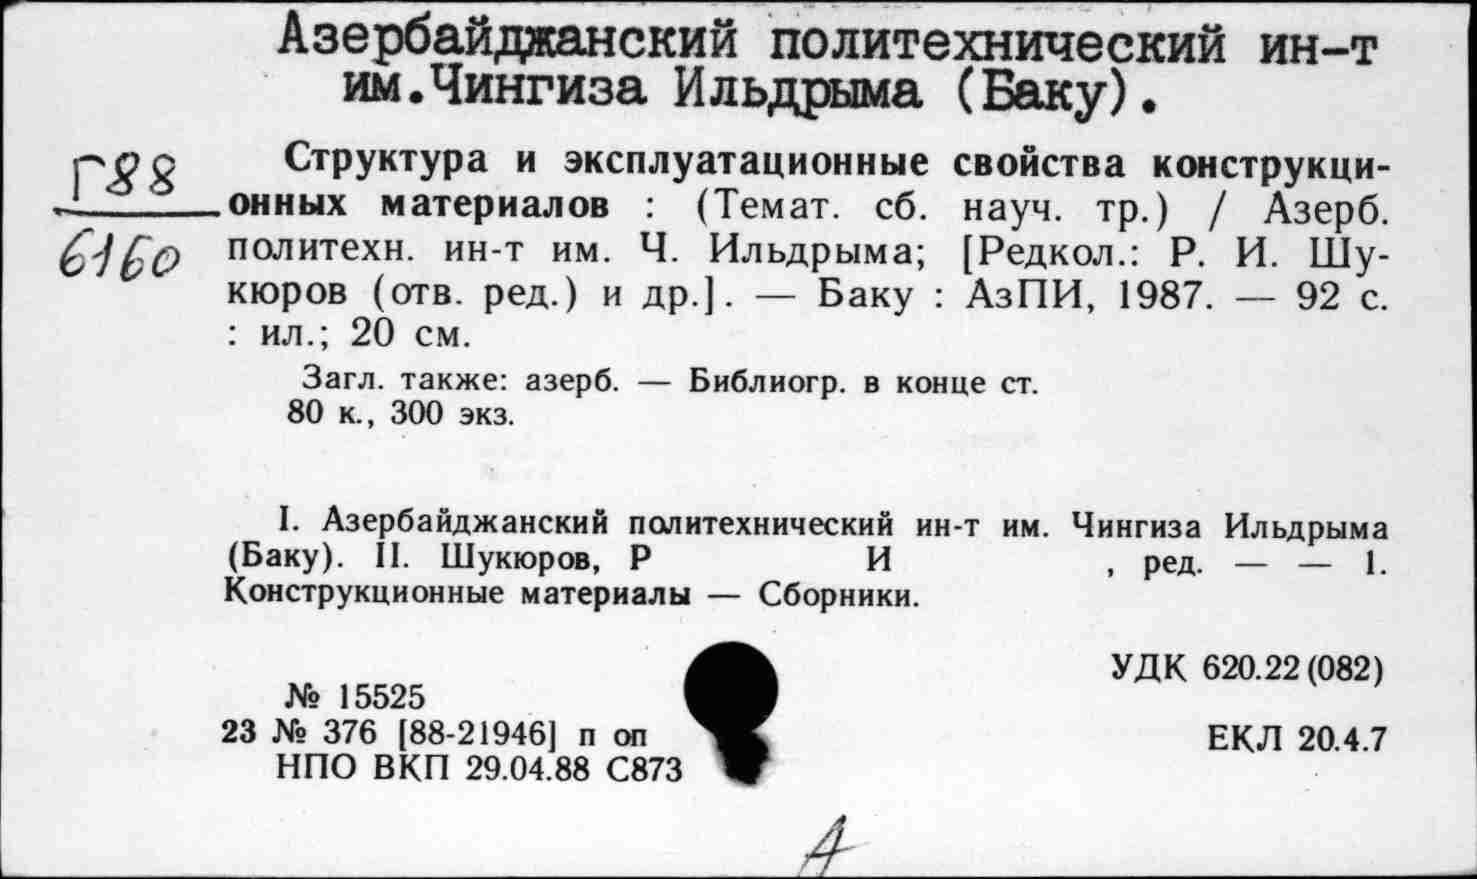 Азербайджанский политехнический ин-т
им.Чингиза Ильдрыма (Баку).
Г88
6160
Структура и эксплуатационные свойства конструкци-
онных материалов : (Темат. сб. науч. тр.) / Азерб.
политехн. ин-т им. Ч. Ильдрыма; [Редкол.: Р. И. Шу-
кюров (отв. ред.) и др.]. — Баку : АзПИ, 1987. — 92 с.
: ил.; 20 см.
Загл. также: азерб. — Библиогр. в конце ст.
80 к., 300 экз.
I. Азербайджанский политехнический ин-т им. Чингиза Ильдрыма
(Баку). II. Шукюров, Р И , ред. — — 1.
Конструкционные материалы — Сборники.
УДК 620.22(082)
№ 15525
23 № 376 [88-21946] п оп
ЕКЛ 20.4.7
НПО ВКП 29.04.88 С873
А